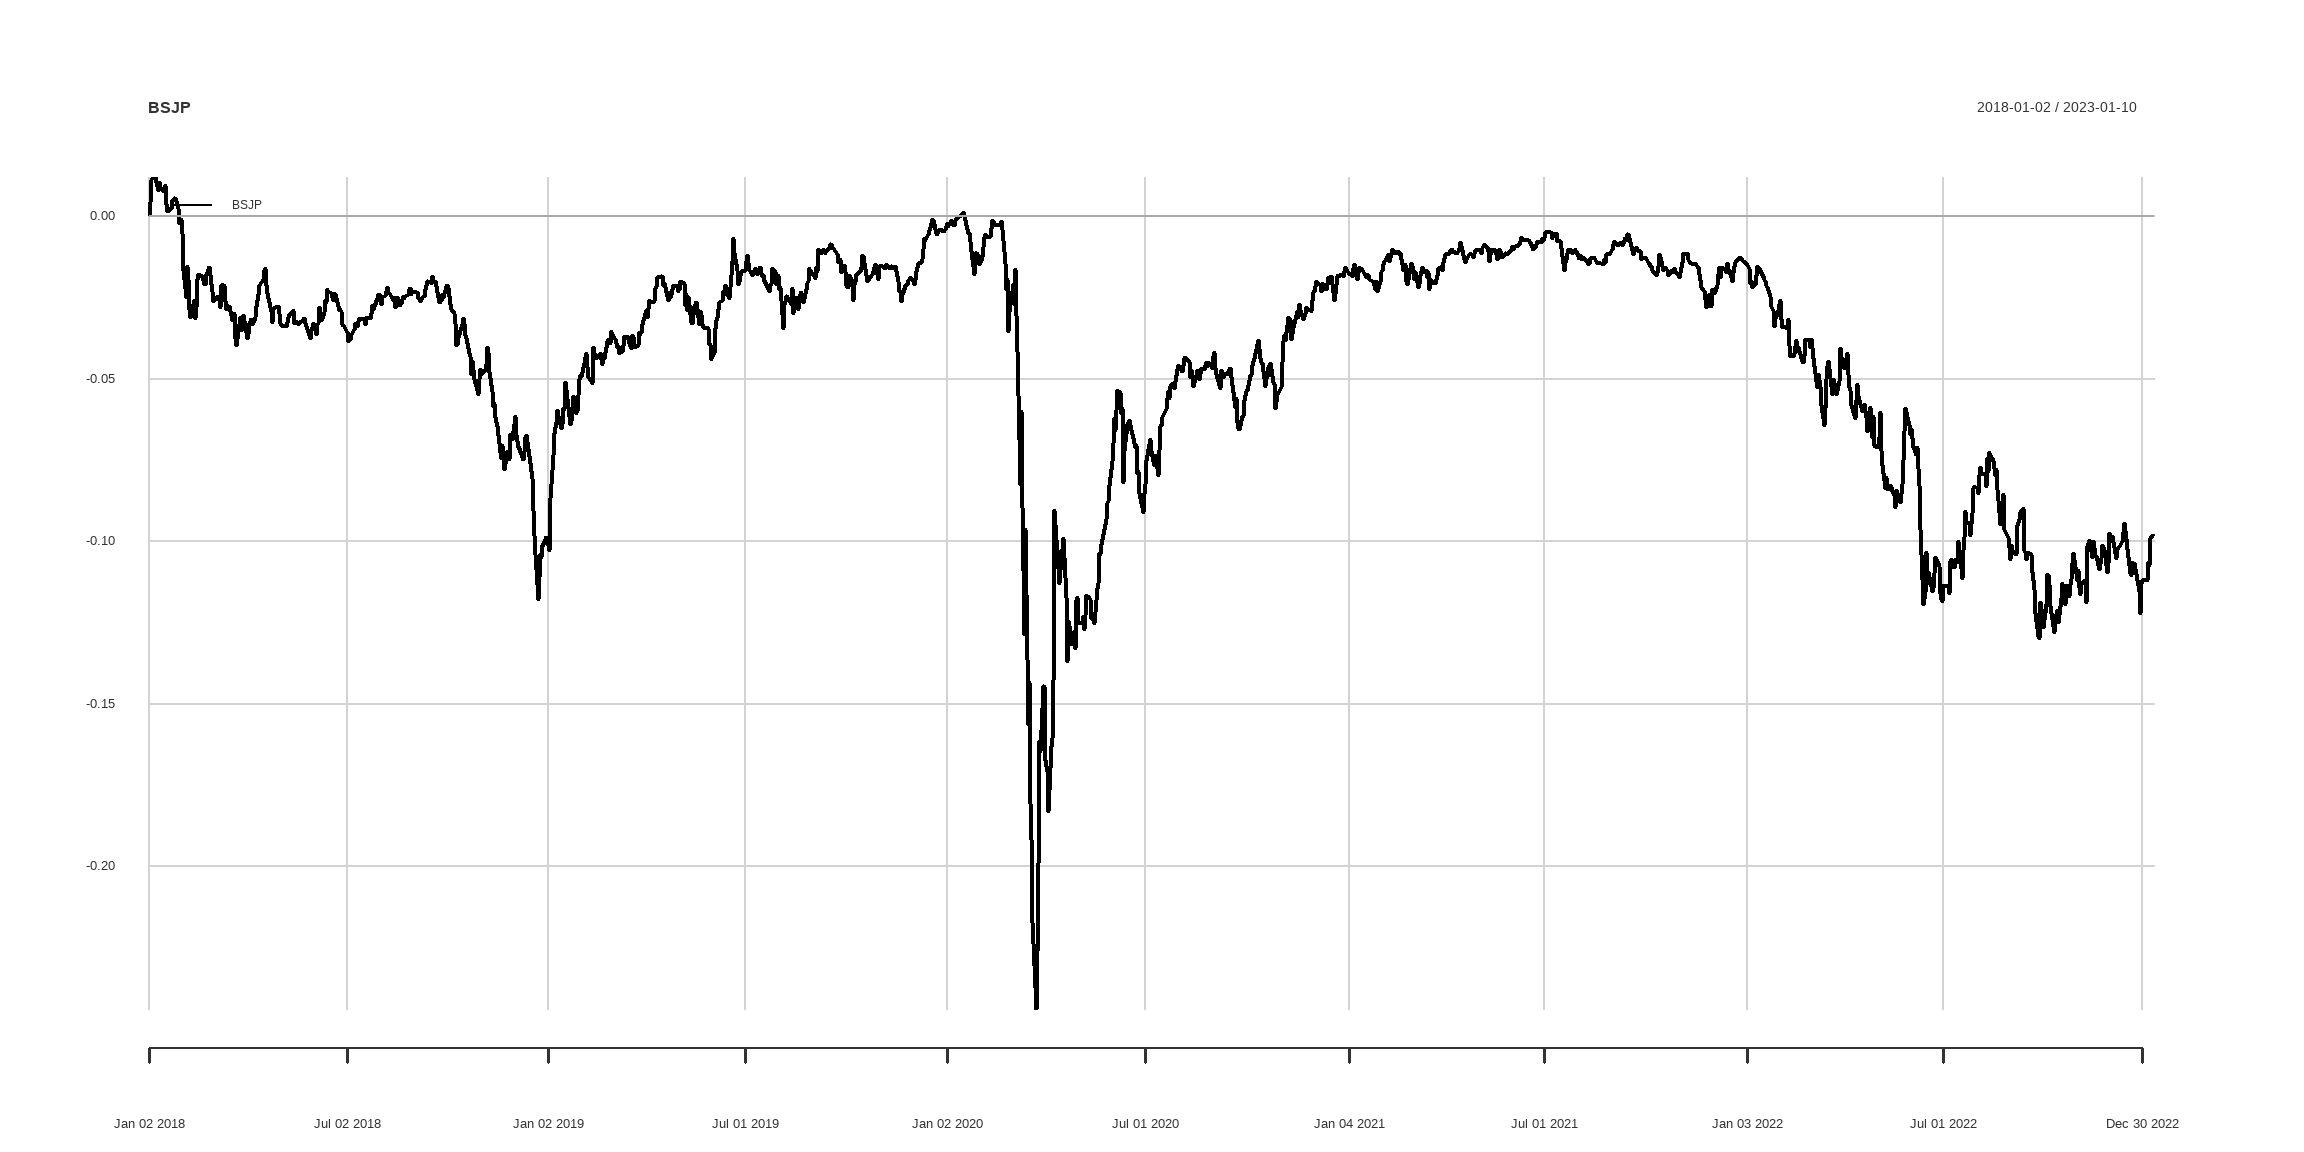 BSJP
2018-01-02 / 2023-01-10
BSJP
0.00
-0.05
-0.10
-0.15
-0.20
Jan 02 2018
Jul 02 2018
Jan 02 2019
Jul 01 2019
Jan 02 2020
Jul 01 2020
Jan 04 2021
Jul 01 2021
Jan 03 2022
Jul 01 2022
Dec 30 2022